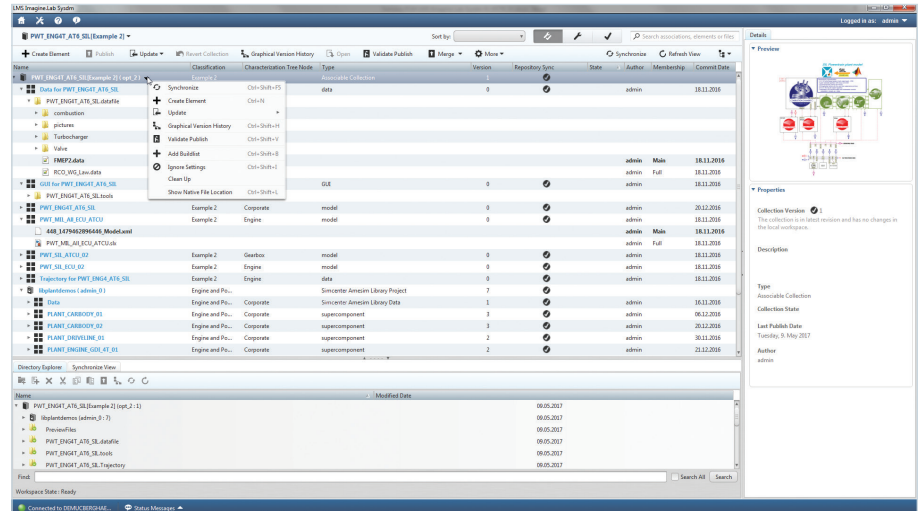 LMS Imagine.Lab Sysdm
Logged in as: admin
PWT_ENG4T_AT6_SIL(Example 2)
Sort by:
Search associations, elements or files
Create Element Publish Update Revert Collection Graphical Version History Open Validate Publish Merge More Synchronize Refresh View
Name Classification Characterization Tree Node Type Version Repository Sync State Author Membership Commit Date
PWT_ENG4T_AT6_SIL(Example 2) (opt_2:1 Example 2 Associable Collection 1
Data for PWT_ENG4T_AT6_SIL data 0 admin 18.11.2016
PWT_ENG4T_AT6_SIL.datafile
combustion
pictures
Turbocharger
Valve
FMEP2.data admin Main 18.11.2016
RCO_WG_Law.data admin Full 18.11.2016
GUI for PWT_ENG4T_AT6_SIL GUI 0 admin 18.11.2016
PWT_ENG4T_AT6_SIL.tools
PWT_ENG4T_AT6_SIL Example 2 Corporate model 0 admin 20.12.2016
PWT_MIL_All_ECU_ATCU Example 2 Engine model 0 admin 18.11.2016
448_1479462896446_Model.xml admin Main 18.11.2016
PWT_MIL_All_ECU_ATCU.slx admin Full 18.11.2016
PWT_SIL_ATCU_02 Example 2 Gearbox model 0 admin 18.11.2016
PWT_SIL_ECU_02 Example 2 Engine model 0 admin 18.11.2016
Trajectory for PWT_ENG4_AT6_SIL Example 2 Engine data 0 admin 18.11.2016
libplantdemos ( admin_0 ) Engine and Po... Simcenter Amesim Library Project 7
Data Engine and Po... Corporate Simcenter Amesim Library Data 1 admin 16.11.2016
PLANT_CARBODY_01 Engine and Po... Corporate supercomponent 3 admin 06.12.2016
PLANT_CARBODY_02 Engine and Po... Corporate supercomponent 3 admin 20.12.2016
PLANT_DRIVELINE_01 Engine and Po... Corporate supercomponent 2 admin 30.11.2016
PLANT_ENGINE_GDI_4T_01 Engine and Po... Corporate supercomponent 2 admin 21.12.2016
Synchronize Ctrl+Shift+F5
Create Element Ctrl+N
Update
Graphical Version History Ctrl+Shift+H
Validate Publish Ctrl+Shift+V
Add Buildlist Ctrl+Shift+B
Ignore Settings Ctrl+Shift+I
Clean Up
Show Native File Location Ctrl+Shift+L
Directory Explorer Synchronize View
Name Modified Date
PWT_ENG4T_AT6_SIL(Example 2) (opt_2 : 1) 09.05.2017
libplantdemos (admin_0 : 7) 09.05.2017
PreviewFiles 09.05.2017
PWT_ENG4T_AT6_SIL.datafile 09.05.2017
PWT_ENG4T_AT6_SIL.tools 09.05.2017
PWT_ENG4T_AT6_SIL.Trajectory 09.05.2017
Find: Search All Search
Workspace State : Ready
Connected to DEMUCBERGHAE... Status Messages
Details
Preview
Properties
Collection Version 1
The collection is in latest revision and has no changes in
the local workspace.
Description
Type
Associable Collection
Collection State
Last Publish Date
Tuesday, 9. May 2017
Author
admin